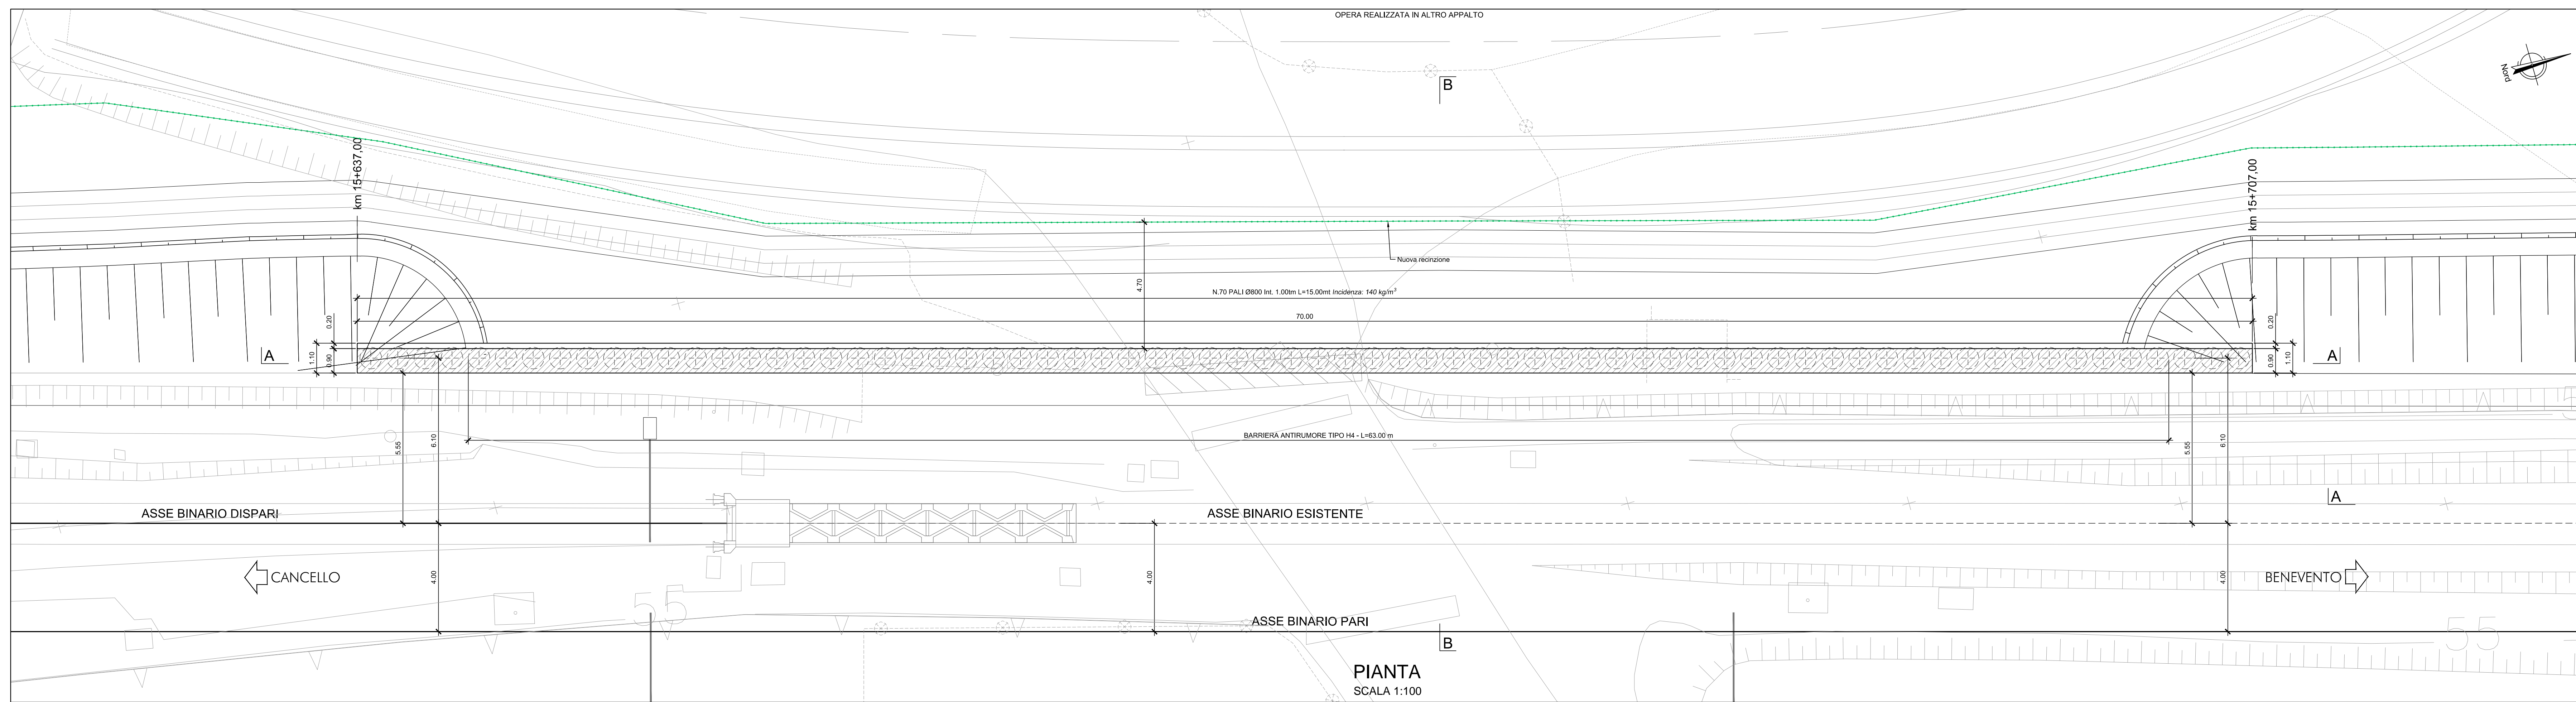 OPERA REALIZZATA IN ALTRO APPALTO
Nord
B
km 15+637,00
km 15+707,00
Nuova recinzione
4.70
N.70 PALI Ø800 Int. 1.00tm L=15.00mt Incidenza: 140 kg/m³
70.00
0.20
0.20
A
1.10
0.90
0.90
1.10
A
BARRIERA ANTIRUMORE TIPO H4 - L=63.00 m
5.55
6.10
5.55
6.10
A
ASSE BINARIO DISPARI
ASSE BINARIO ESISTENTE
CANCELLO
4.00
4.00
4.00
BENEVENTO
55
ASSE BINARIO PARI
B
55
PIANTA
SCALA 1:100